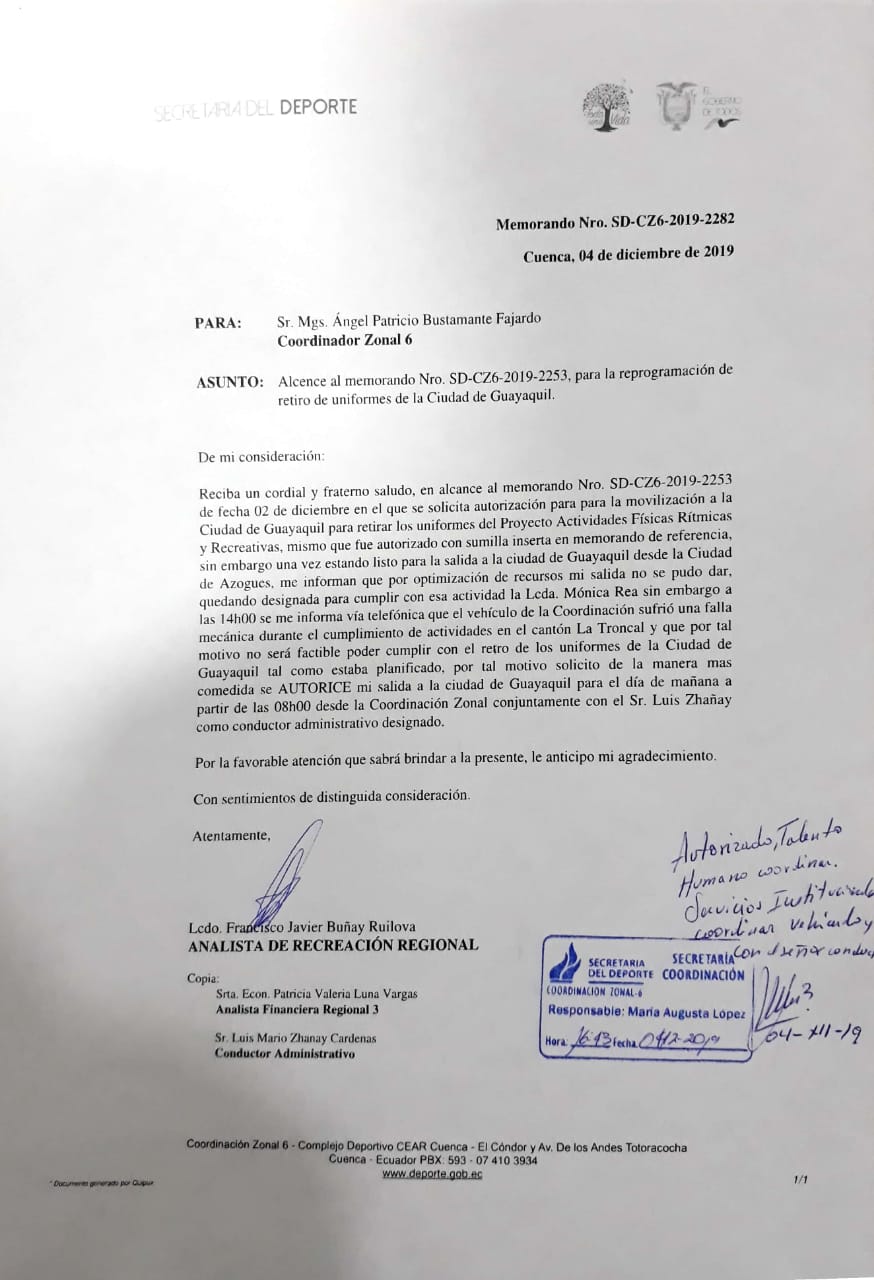 SECRETARÍA DEL DEPORTE
Toda una Vida
EL GOBIERNO DE TODOS
Memorando Nro. SD-CZ6-2019-2282
Cuenca, 04 de diciembre de 2019
PARA: Sr. Mgs. Ángel Patricio Bustamante Fajardo
Coordinador Zonal 6
ASUNTO: Alcence al memorando Nro. SD-CZ6-2019-2253, para la reprogramación de
retiro de uniformes de la Ciudad de Guayaquil.
De mi consideración:
Reciba un cordial y fraterno saludo, en alcance al memorando Nro. SD-CZ6-2019-2253
de fecha 02 de diciembre en el que se solicita autorización para para la movilización a la
Ciudad de Guayaquil para retirar los uniformes del Proyecto Actividades Físicas Rítmicas
y Recreativas, mismo que fue autorizado con sumilla inserta en memorando de referencia,
sin embargo una vez estando listo para la salida a la ciudad de Guayaquil desde la Ciudad
de Azogues, me informan que por optimización de recursos mi salida no se pudo dar,
quedando designada para cumplir con esa actividad la Lcda. Mónica Rea sin embargo a
las 14h00 se me informa vía telefónica que el vehículo de la Coordinación sufrió una falla
mecánica durante el cumplimiento de actividades en el cantón La Troncal y que por tal
motivo no será factible poder cumplir con el retro de los uniformes de la Ciudad de
Guayaquil tal como estaba planificado, por tal motivo solicito de la manera mas
comedida se AUTORICE mi salida a la ciudad de Guayaquil para el día de mañana a
partir de las 08h00 desde la Coordinación Zonal conjuntamente con el Sr. Luis Zhañay
como conductor administrativo designado.
Por la favorable atención que sabrá brindar a la presente, le anticipo mi agradecimiento.
Con sentimientos de distinguida consideración.
Atentamente,
Autorizado, Talento
Humano coordinar.
Servicios
coordinar vehículo y
con el señor
Lcdo. Francisco Javier Buñay Ruilova
ANALISTA DE RECREACIÓN REGIONAL
Copia:
Srta. Econ. Patricia Valeria Luna Vargas
Analista Financiera Regional 3
Sr. Luis Mario Zhanay Cardenas
Conductor Administrativo
SECRETARIA DEL DEPORTE
COORDINACION ZONAL-6
SECRETARÍA COORDINACIÓN
Responsable: María Augusta López
Hora: 16:13 fecha
04-XII-19
Coordinación Zonal 6 - Complejo Deportivo CEAR Cuenca - El Cóndor y Av. De los Andes Totoracocha
Cuenca - Ecuador PBX: 593 - 07 410 3934
www.deporte.gob.ec
* Documento generado por Quipux
1/1